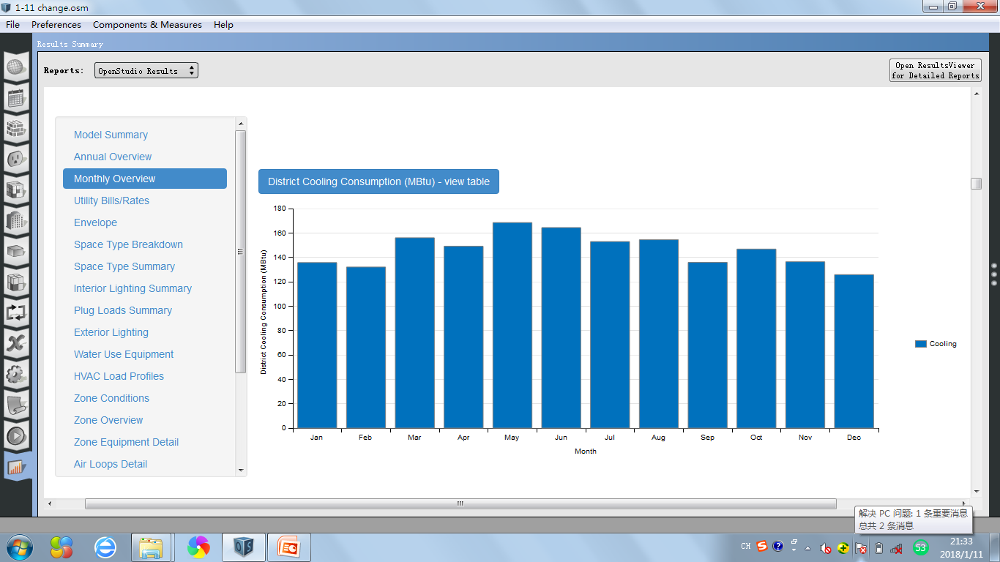 1-11 change.osm
File Preferences Components & Measures Help
Results Summary
Reports: OpenStudio Results
Open ResultsViewer
for Detailed Reports
Model Summary
Annual Overview
Monthly Overview
Utility Bills/Rates
Envelope
Space Type Breakdown
Space Type Summary
Interior Lighting Summary
Plug Loads Summary
Exterior Lighting
Water Use Equipment
HVAC Load Profiles
Zone Conditions
Zone Overview
Zone Equipment Detail
Air Loops Detail
District Cooling Consumption (MBtu) - view table
District Cooling Consumption (MBtu)
180
160
140
120
100
80
60
40
20
0
Jan Feb Mar Apr May Jun Jul Aug Sep Oct Nov Dec
Month
Cooling
解决 PC 问题: 1 条重要消息
总共 2 条消息
CH
53
21:33
2018/1/11